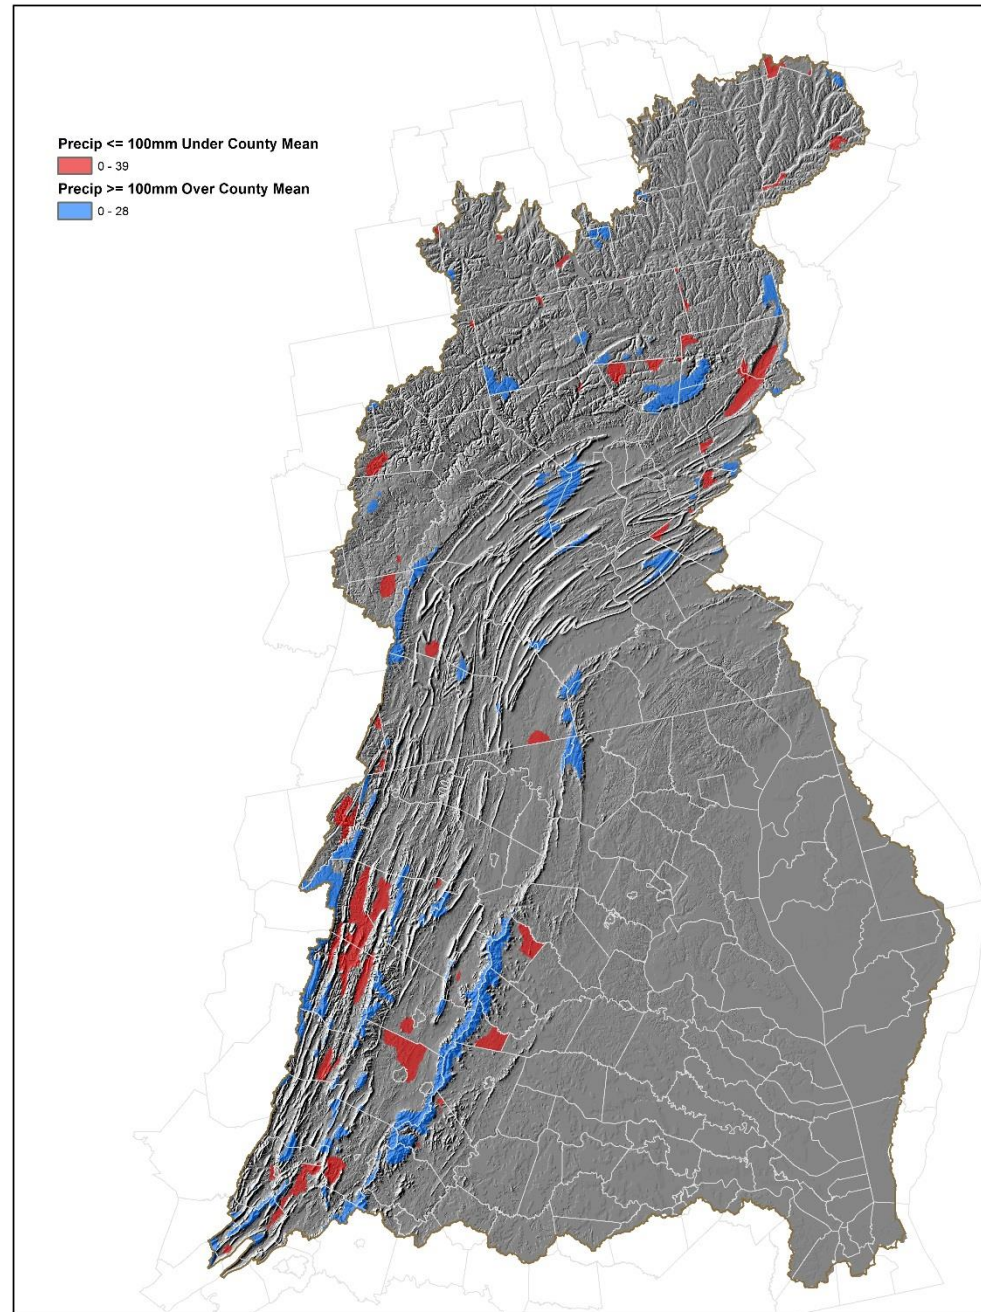 Precip <= 100mm Under County Mean
0 - 39
Precip >= 100mm Over County Mean
0 - 28